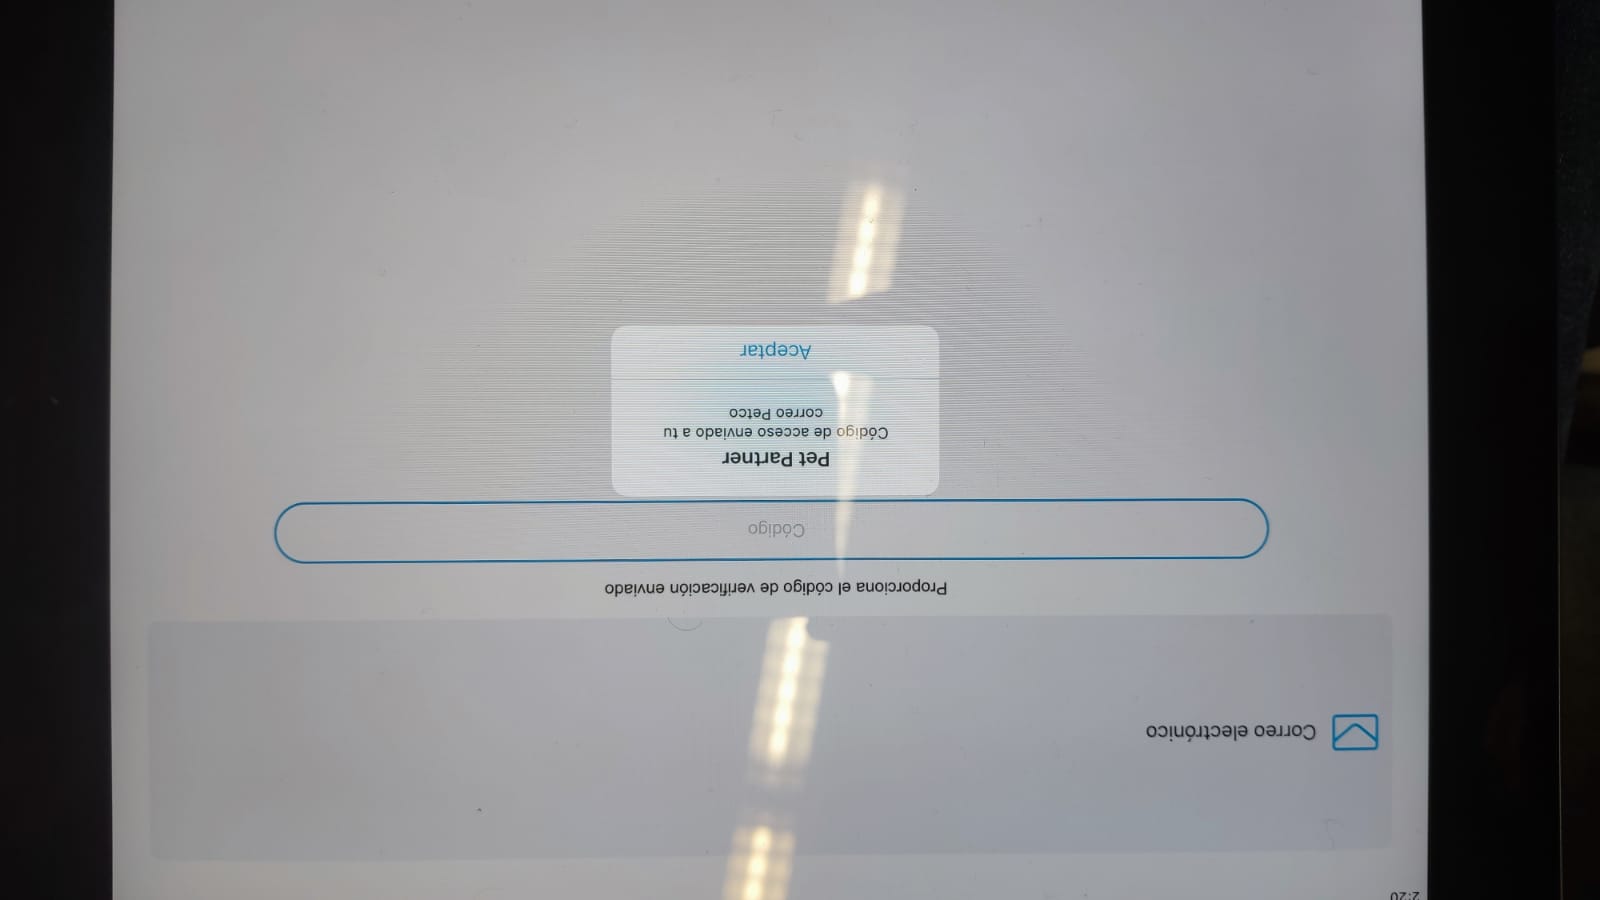 2:20
Correo electrónico
Proporciona el código de verificación enviado
Código
Pet Partner
Código de acceso enviado a tu
correo Petco
Aceptar